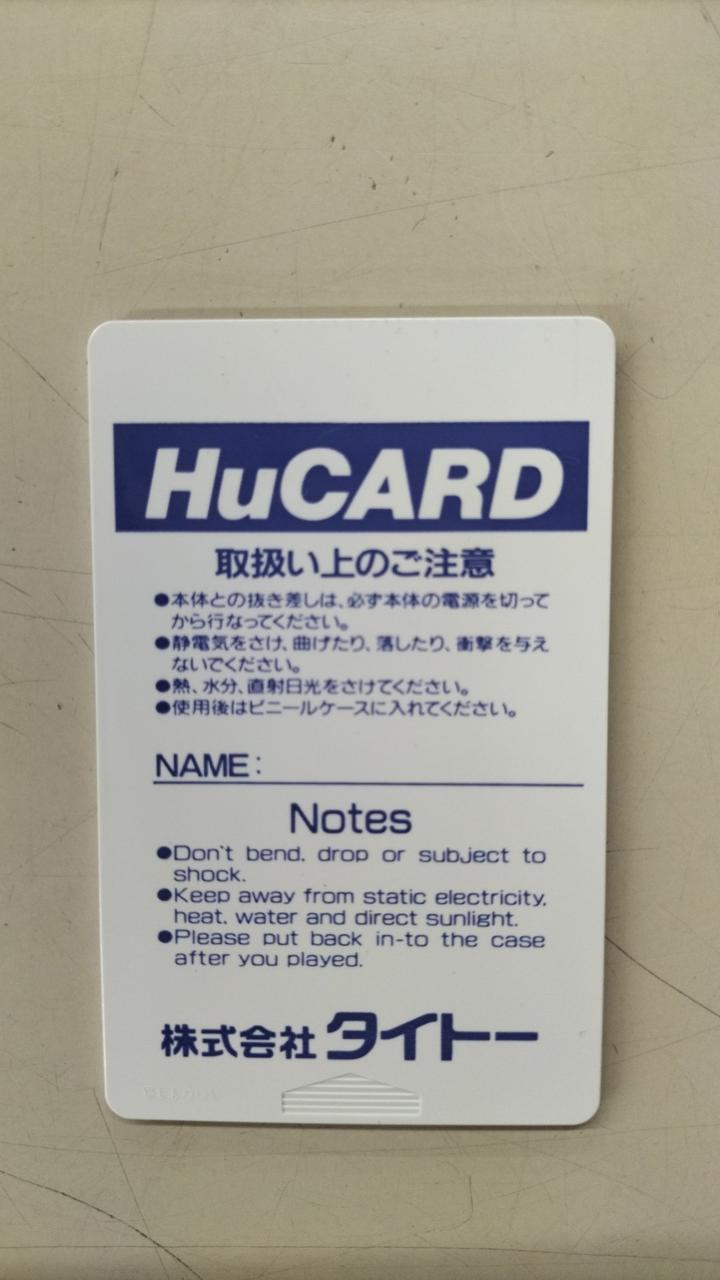 HuCARD
取扱い上のご注意
●本体との抜き差しは、必ず本体の電源を切って
から行なってください。
●静電気をさけ、曲げたり、落したり、衝撃を与え
ないでください。
●熱、水分、直射日光をさけてください。
●使用後はビニールケースに入れてください。
NAME:
Notes
●Don't bend, drop or subject to
shock.
●Keep away from static electricity,
heat, water and direct sunlight.
●Please put back in-to the case
after you played.
株式会社タイトー